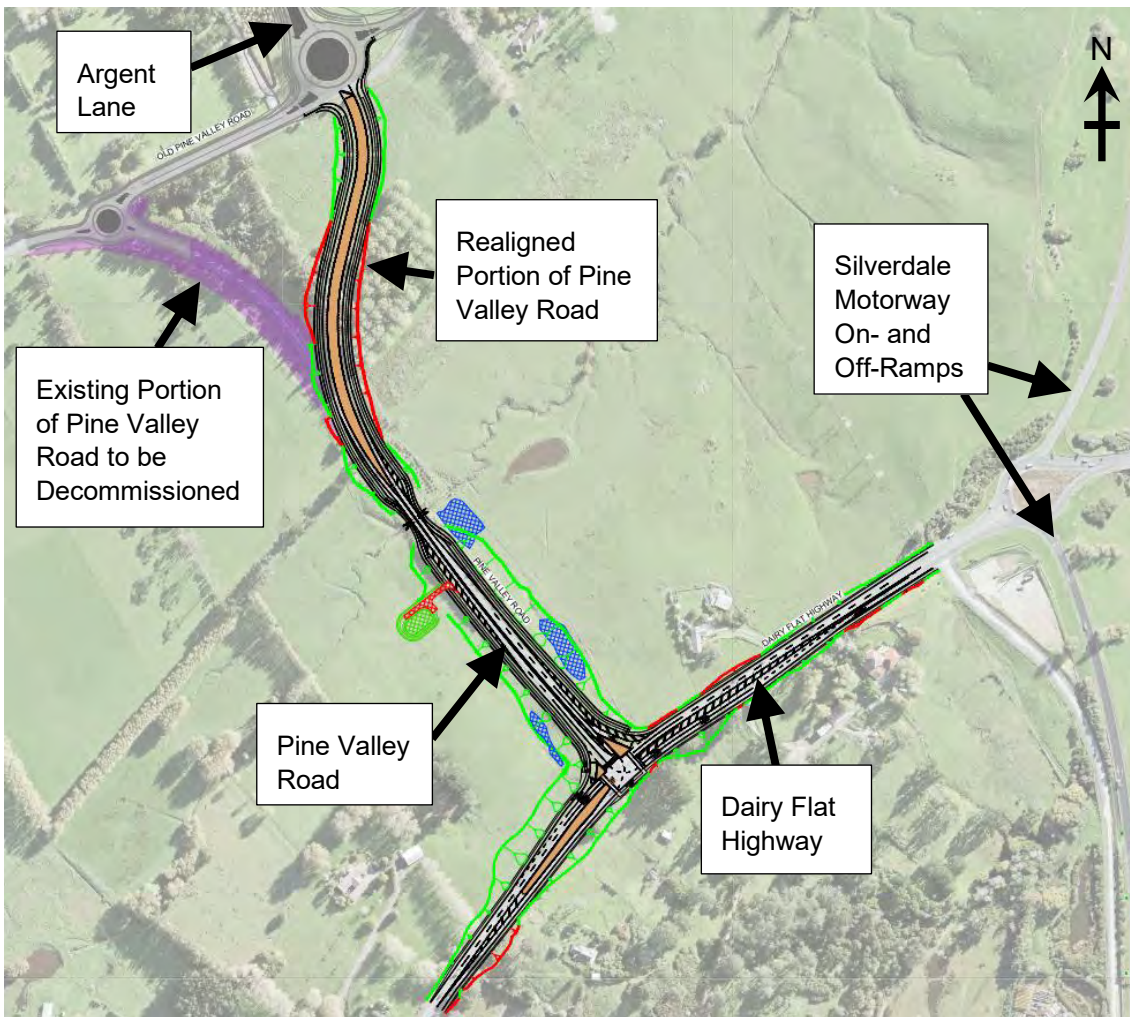 Argent
Lane
N
OLD PINE VALLEY ROAD
Realigned
Portion of Pine
Valley Road
Silverdale
Motorway
On- and
Off-Ramps
Existing Portion
of Pine Valley
Road to be
Decommissioned
PINE VALLEY ROAD
DAIRY FLAT HIGHWAY
Pine Valley
Road
Dairy Flat
Highway